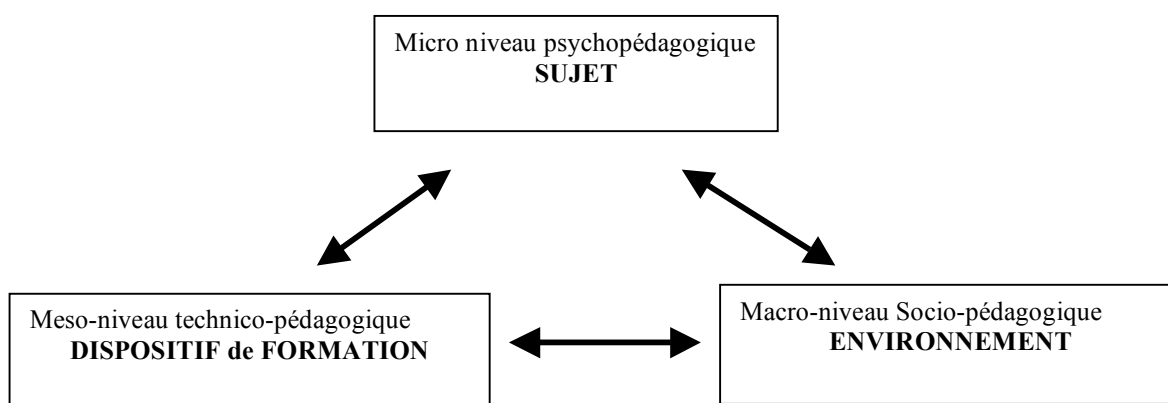 Micro niveau psychopédagogique
SUJET
Meso-niveau technico-pédagogique
DISPOSITIF de FORMATION
Macro-niveau Socio-pédagogique
ENVIRONNEMENT